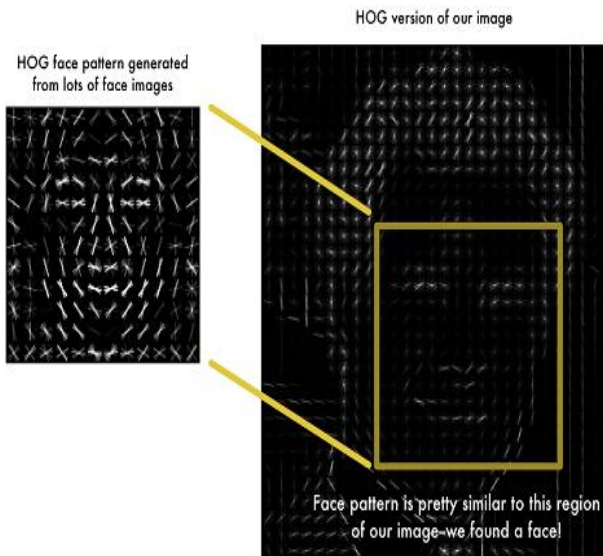 HOG version of our image
HOG face pattern generated
from lots of face images
Face pattern is pretty similar to this region
of our image–we found a face!